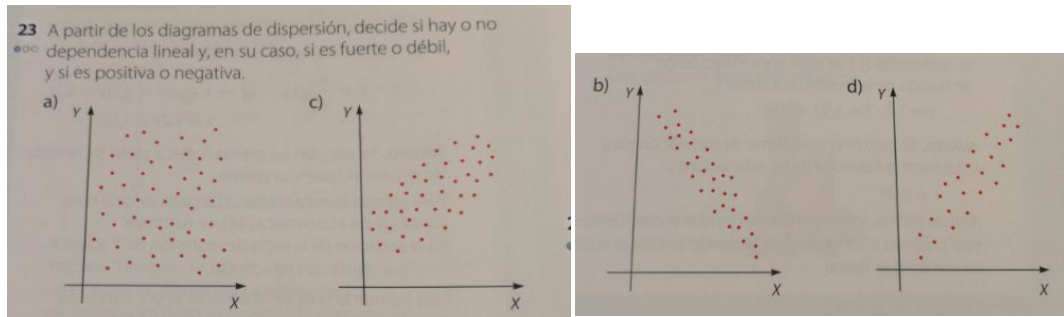 23 A partir de los diagramas de dispersión, decide si hay o no
dependencia lineal y, en su caso, si es fuerte o débil,
y si es positiva o negativa.
a) Y X
c) Y X
b) Y X
d) Y X